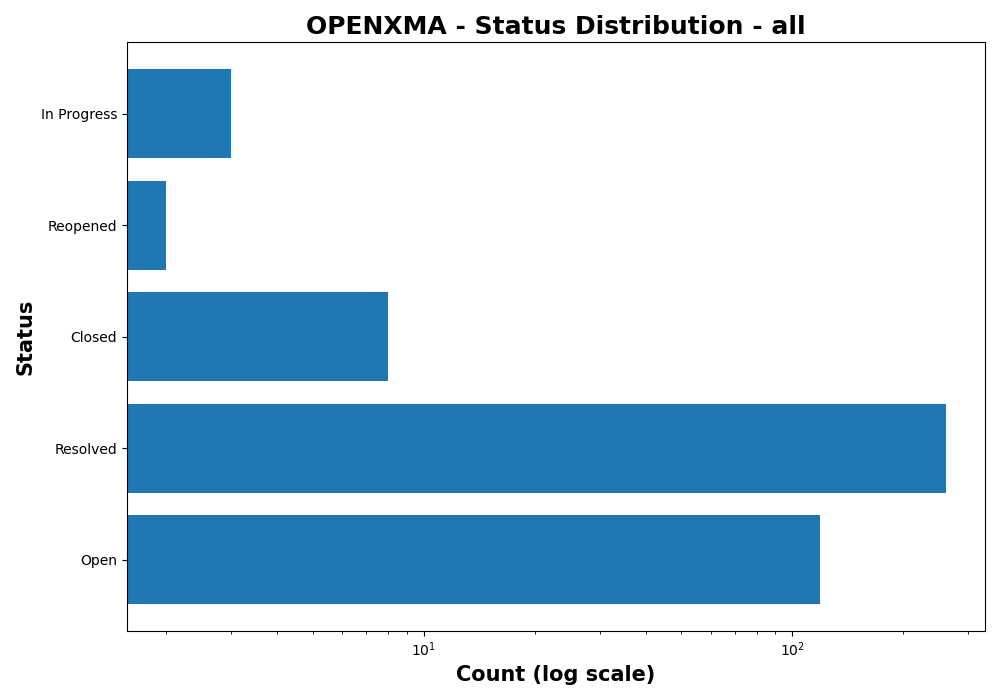 OPENXMA - Status Distribution - all
In Progress
Reopened
Closed
Resolved
Open
Status
10¹
10²
Count (log scale)